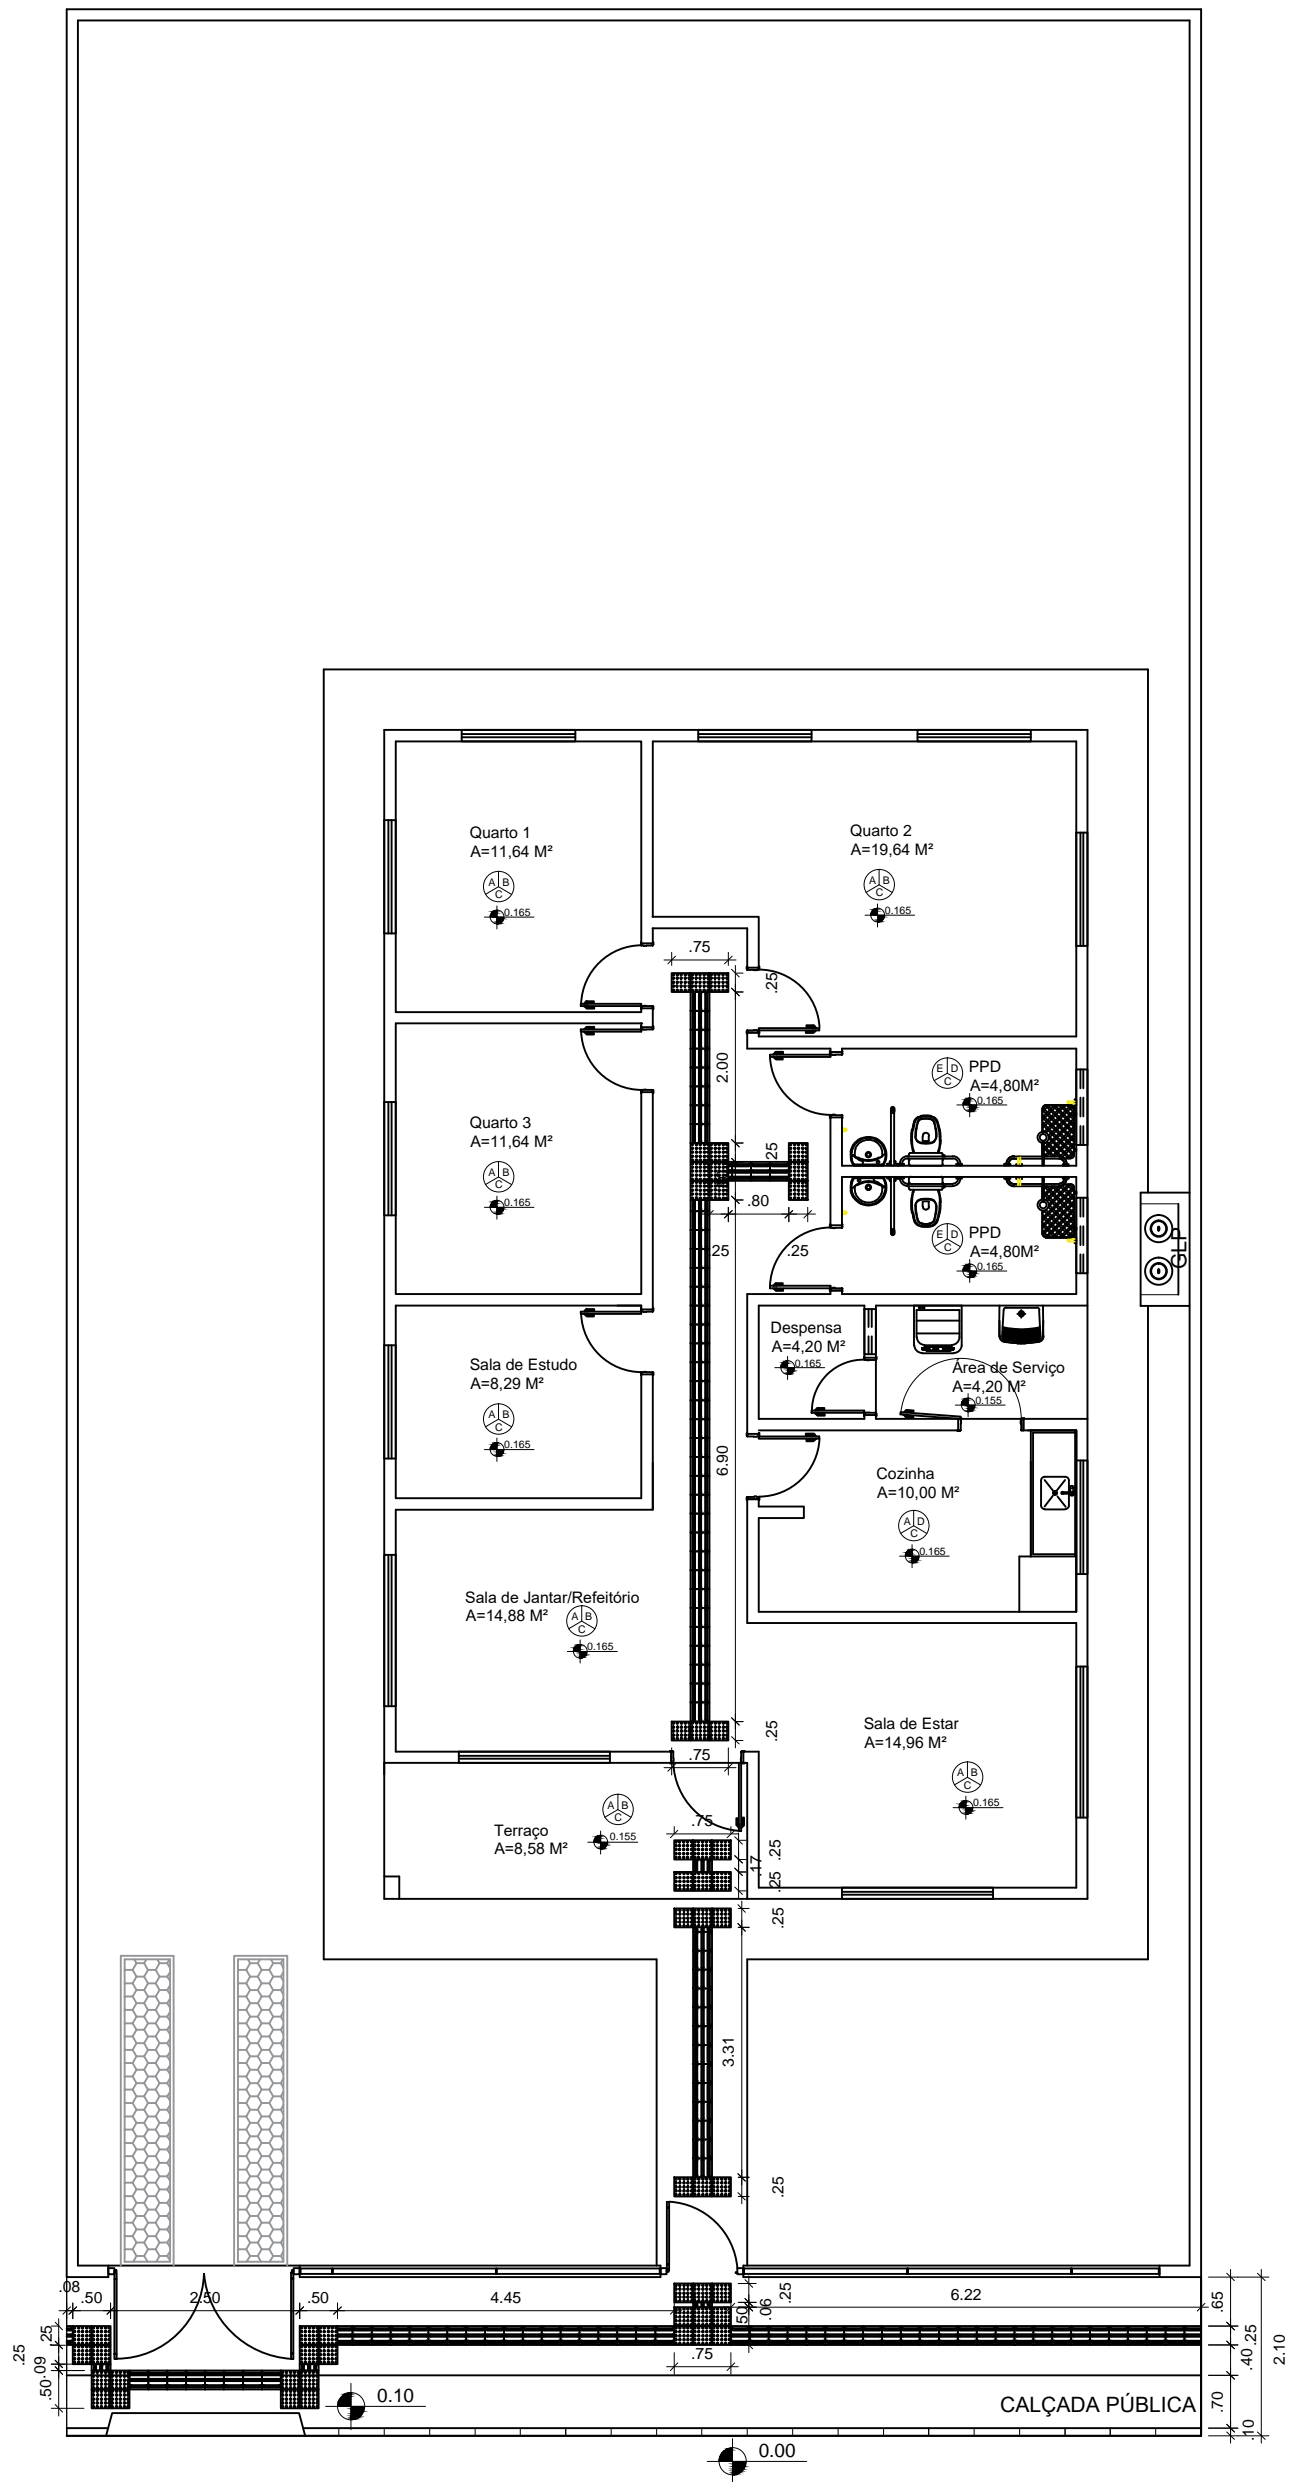 Quarto 1
A=11,64 M²
A B
C
0.165
Quarto 2
A=19,64 M²
A B
C
0.165
.75
.25
2.00
PPD
A=4,80M²
E D
C
0.165
Quarto 3
A=11,64 M²
A B
C
0.165
.25
.80
.25
.25
PPD
A=4,80M²
E D
C
0.165
GLP
Despensa
A=4,20 M²
0.165
Área de Serviço
A=4,20 M²
0.155
Sala de Estudo
A=8,29 M²
A B
C
0.165
6.90
Cozinha
A=10,00 M²
A D
C
0.165
Sala de Jantar/Refeitório
A=14,88 M²
A B
C
0.165
.25
.75
Sala de Estar
A=14,96 M²
A B
C
0.165
Terraço
A=8,58 M²
A B
C
0.155
.75
.25
.17
.25
.25
3.31
.25
.08
.50
2.50
.50
4.45
.25
.06
.50
6.22
.65
.25
.40
2.10
.25
.25
.09
.50
.75
0.10
CALÇADA PÚBLICA
.70
.10
0.00